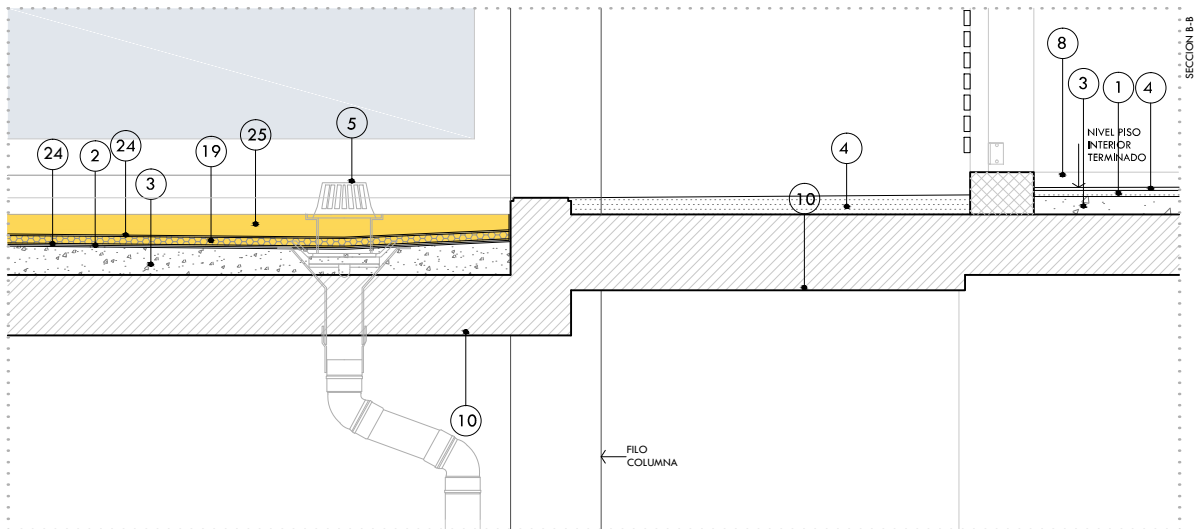 SECCION B-B
8
3
1
4
NIVEL PISO
INTERIOR
TERMINADO
5
25
24
2
24
19
3
4
10
10
FILO
COLUMNA